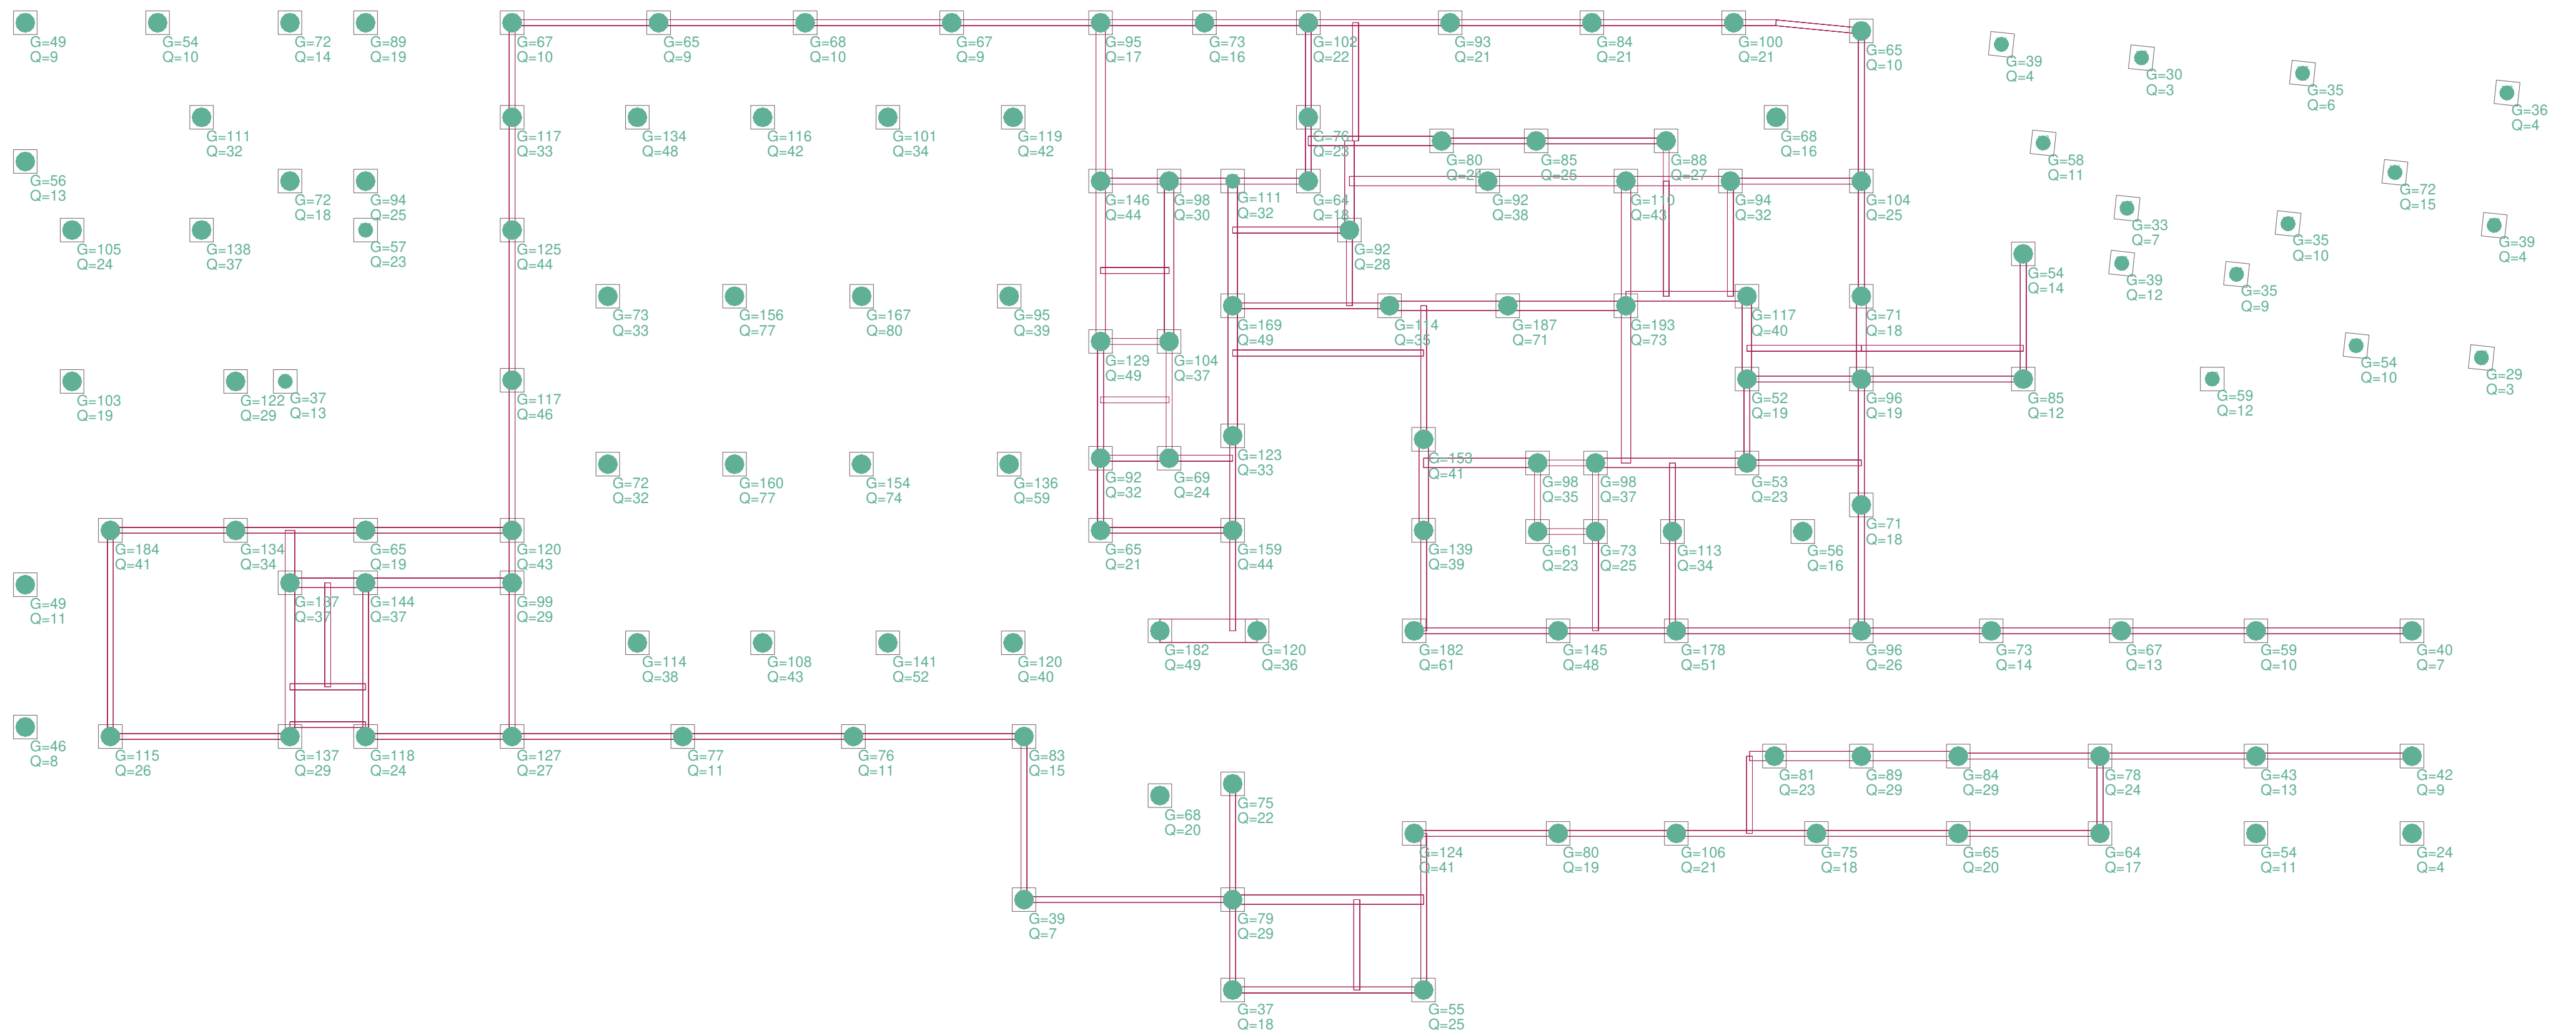 G=49
Q=9
G=54
Q=10
G=72
Q=14
G=89
Q=19
G=67
Q=10
G=65
Q=9
G=68
Q=10
G=67
Q=9
G=95
Q=17
G=73
Q=16
G=102
Q=22
G=93
Q=21
G=84
Q=21
G=100
Q=21
G=65
Q=10
G=39
Q=4
G=30
Q=3
G=35
Q=6
G=36
Q=4
G=111
Q=32
G=117
Q=33
G=134
Q=48
G=116
Q=42
G=101
Q=34
G=119
Q=42
G=76
Q=23
G=80
Q=24
G=85
Q=25
G=88
Q=27
G=68
Q=16
G=58
Q=11
G=56
Q=13
G=72
Q=18
G=94
Q=25
G=146
Q=44
G=98
Q=30
G=111
Q=32
G=64
Q=18
G=92
Q=38
G=110
Q=43
G=94
Q=32
G=104
Q=25
G=72
Q=15
G=33
Q=7
G=35
Q=10
G=39
Q=4
G=105
Q=24
G=138
Q=37
G=57
Q=23
G=125
Q=44
G=92
Q=28
G=54
Q=14
G=39
Q=12
G=35
Q=9
G=73
Q=33
G=156
Q=77
G=167
Q=80
G=95
Q=39
G=169
Q=49
G=114
Q=35
G=187
Q=71
G=193
Q=73
G=117
Q=40
G=71
Q=18
G=129
Q=49
G=104
Q=37
G=54
Q=10
G=29
Q=3
G=103
Q=19
G=122
Q=29
G=37
Q=13
G=117
Q=46
G=52
Q=19
G=96
Q=19
G=85
Q=12
G=59
Q=12
G=72
Q=32
G=160
Q=77
G=154
Q=74
G=136
Q=59
G=92
Q=32
G=69
Q=24
G=123
Q=33
G=153
Q=41
G=98
Q=35
G=98
Q=37
G=53
Q=23
G=71
Q=18
G=184
Q=41
G=134
Q=34
G=65
Q=19
G=120
Q=43
G=65
Q=21
G=159
Q=44
G=139
Q=39
G=61
Q=23
G=73
Q=25
G=113
Q=34
G=56
Q=16
G=49
Q=11
Q=37
G=144
Q=37
G=99
Q=29
G=114
Q=38
G=108
Q=43
G=141
Q=52
G=120
Q=40
G=182
Q=49
G=120
Q=36
G=182
Q=61
G=145
Q=48
G=178
Q=51
G=96
Q=26
G=73
Q=14
G=67
Q=13
G=59
Q=10
G=40
Q=7
G=46
Q=8
G=115
Q=26
G=137
Q=29
G=118
Q=24
G=127
Q=27
G=77
Q=11
G=76
Q=11
G=83
Q=15
G=68
Q=20
G=75
Q=22
G=81
Q=23
G=89
Q=29
G=84
Q=29
G=78
Q=24
G=43
Q=13
G=42
Q=9
G=124
Q=41
G=80
Q=19
G=106
Q=21
G=75
Q=18
G=65
Q=20
G=64
Q=17
G=54
Q=11
G=24
Q=4
G=39
Q=7
G=79
Q=29
G=37
Q=18
G=55
Q=25